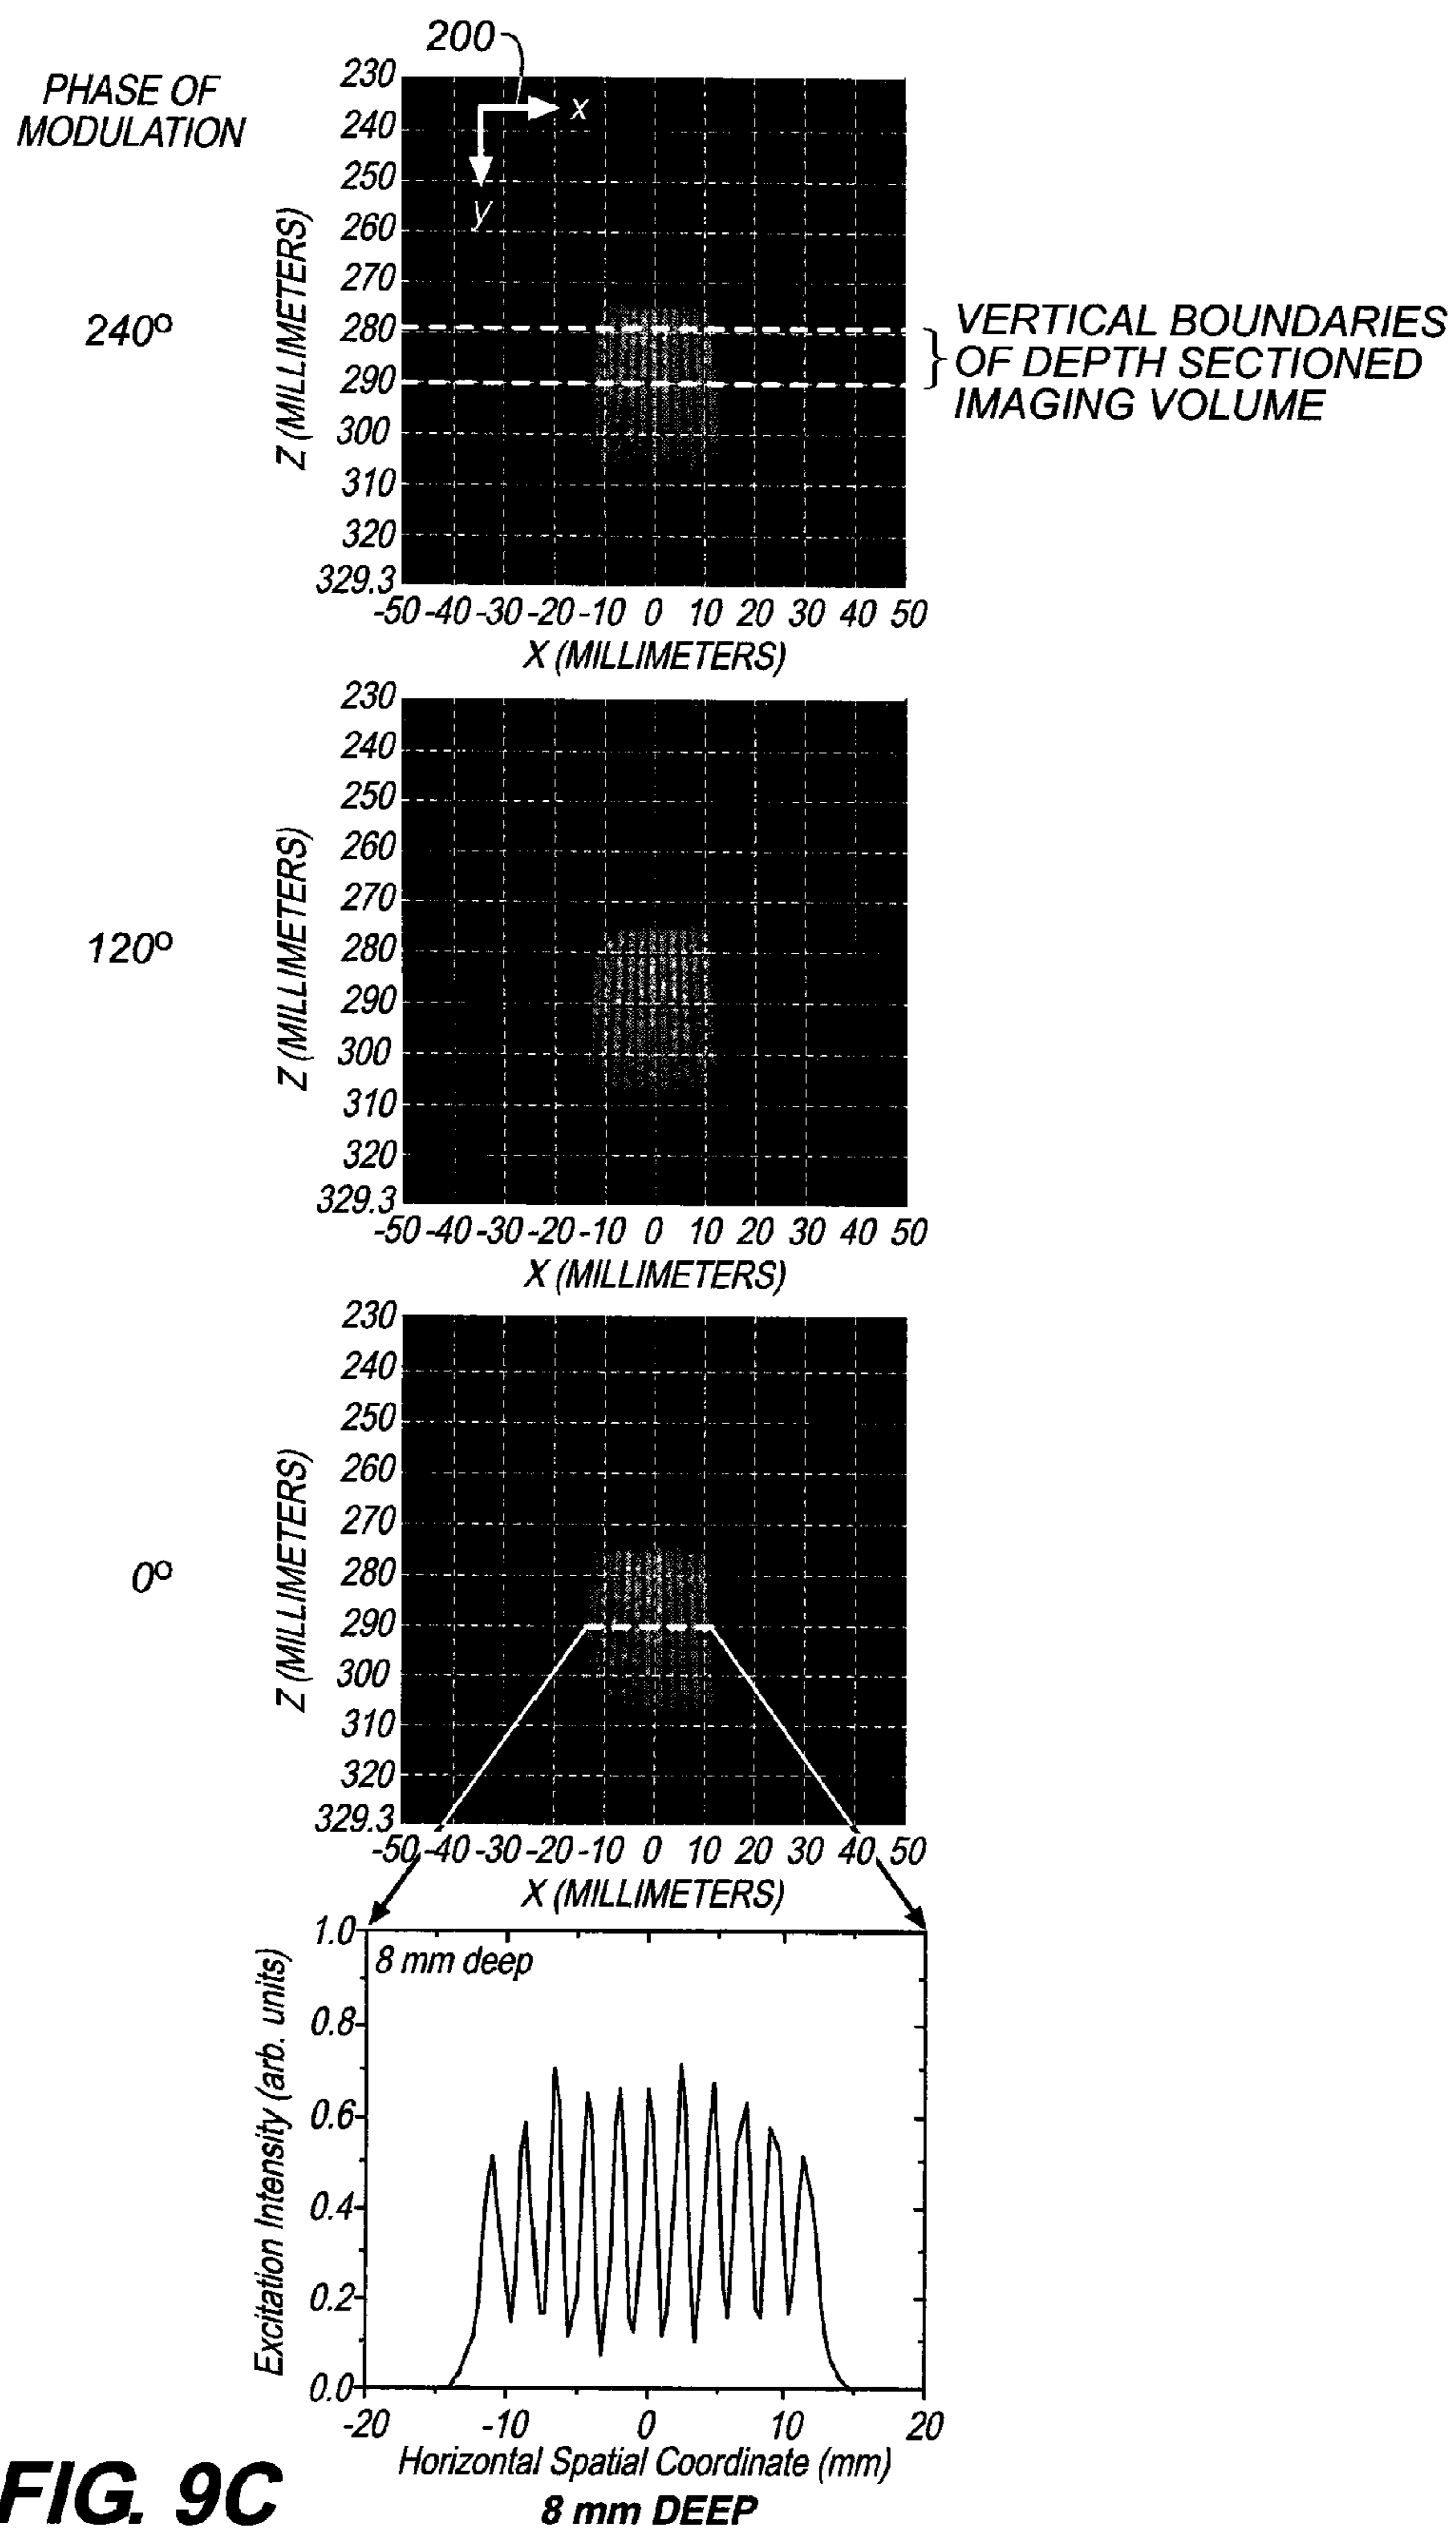 200
PHASE OF
MODULATION
230
240
250
260
270
280
290
300
310
320
329.3
x
y
Z (MILLIMETERS)
240º
VERTICAL BOUNDARIES
OF DEPTH SECTIONED
IMAGING VOLUME
-50 -40 -30 -20 -10 0 10 20 30 40 50
X (MILLIMETERS)
230
240
250
260
270
280
290
300
310
320
329.3
Z (MILLIMETERS)
120º
-50 -40 -30 -20 -10 0 10 20 30 40 50
X (MILLIMETERS)
230
240
250
260
270
280
290
300
310
320
329.3
Z (MILLIMETERS)
0º
-50 -40 -30 -20 -10 0 10 20 30 40 50
X (MILLIMETERS)
8 mm deep
1.0
0.8
0.6
0.4
0.2
0.0
Excitation Intensity (arb. units)
-20 -10 0 10 20
Horizontal Spatial Coordinate (mm)
8 mm DEEP
FIG. 9C